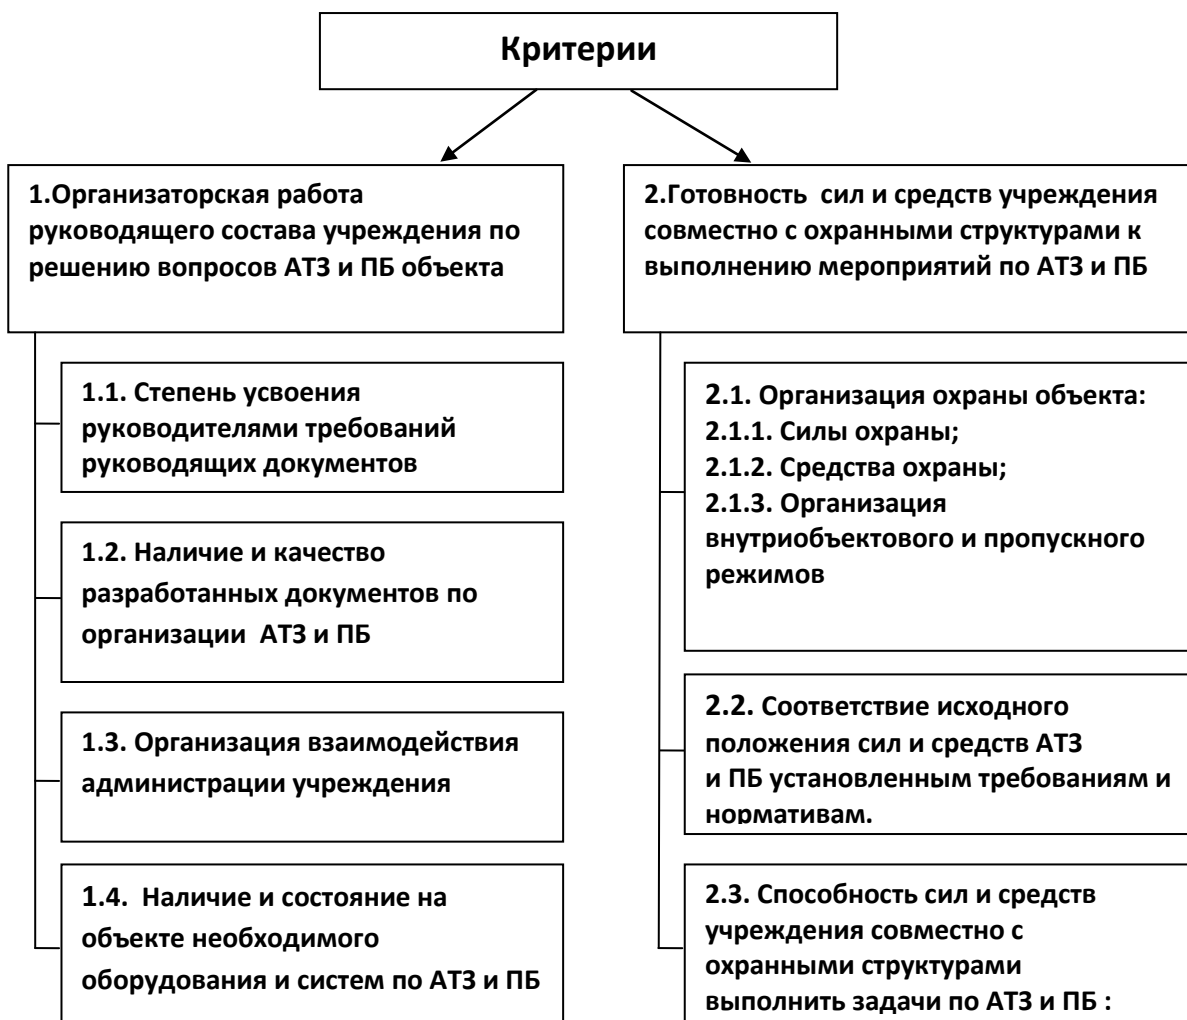 Критерии
1.Организаторская работа
руководящего состава учреждения по
решению вопросов АТЗ и ПБ объекта
1.1. Степень усвоения
руководителями требований
руководящих документов
1.2. Наличие и качество
разработанных документов по
организации АТЗ и ПБ
1.3. Организация взаимодействия
администрации учреждения
1.4. Наличие и состояние на
объекте необходимого
оборудования и систем по АТЗ и ПБ
2.Готовность сил и средств учреждения
совместно с охранными структурами к
выполнению мероприятий по АТЗ и ПБ
2.1. Организация охраны объекта:
2.1.1. Силы охраны;
2.1.2. Средства охраны;
2.1.3. Организация
внутриобъектового и пропускного
режимов
2.2. Соответствие исходного
положения сил и средств АТЗ
и ПБ установленным требованиям и
нормативам.
2.3. Способность сил и средств
учреждения совместно с
охранными структурами
выполнить задачи по АТЗ и ПБ :